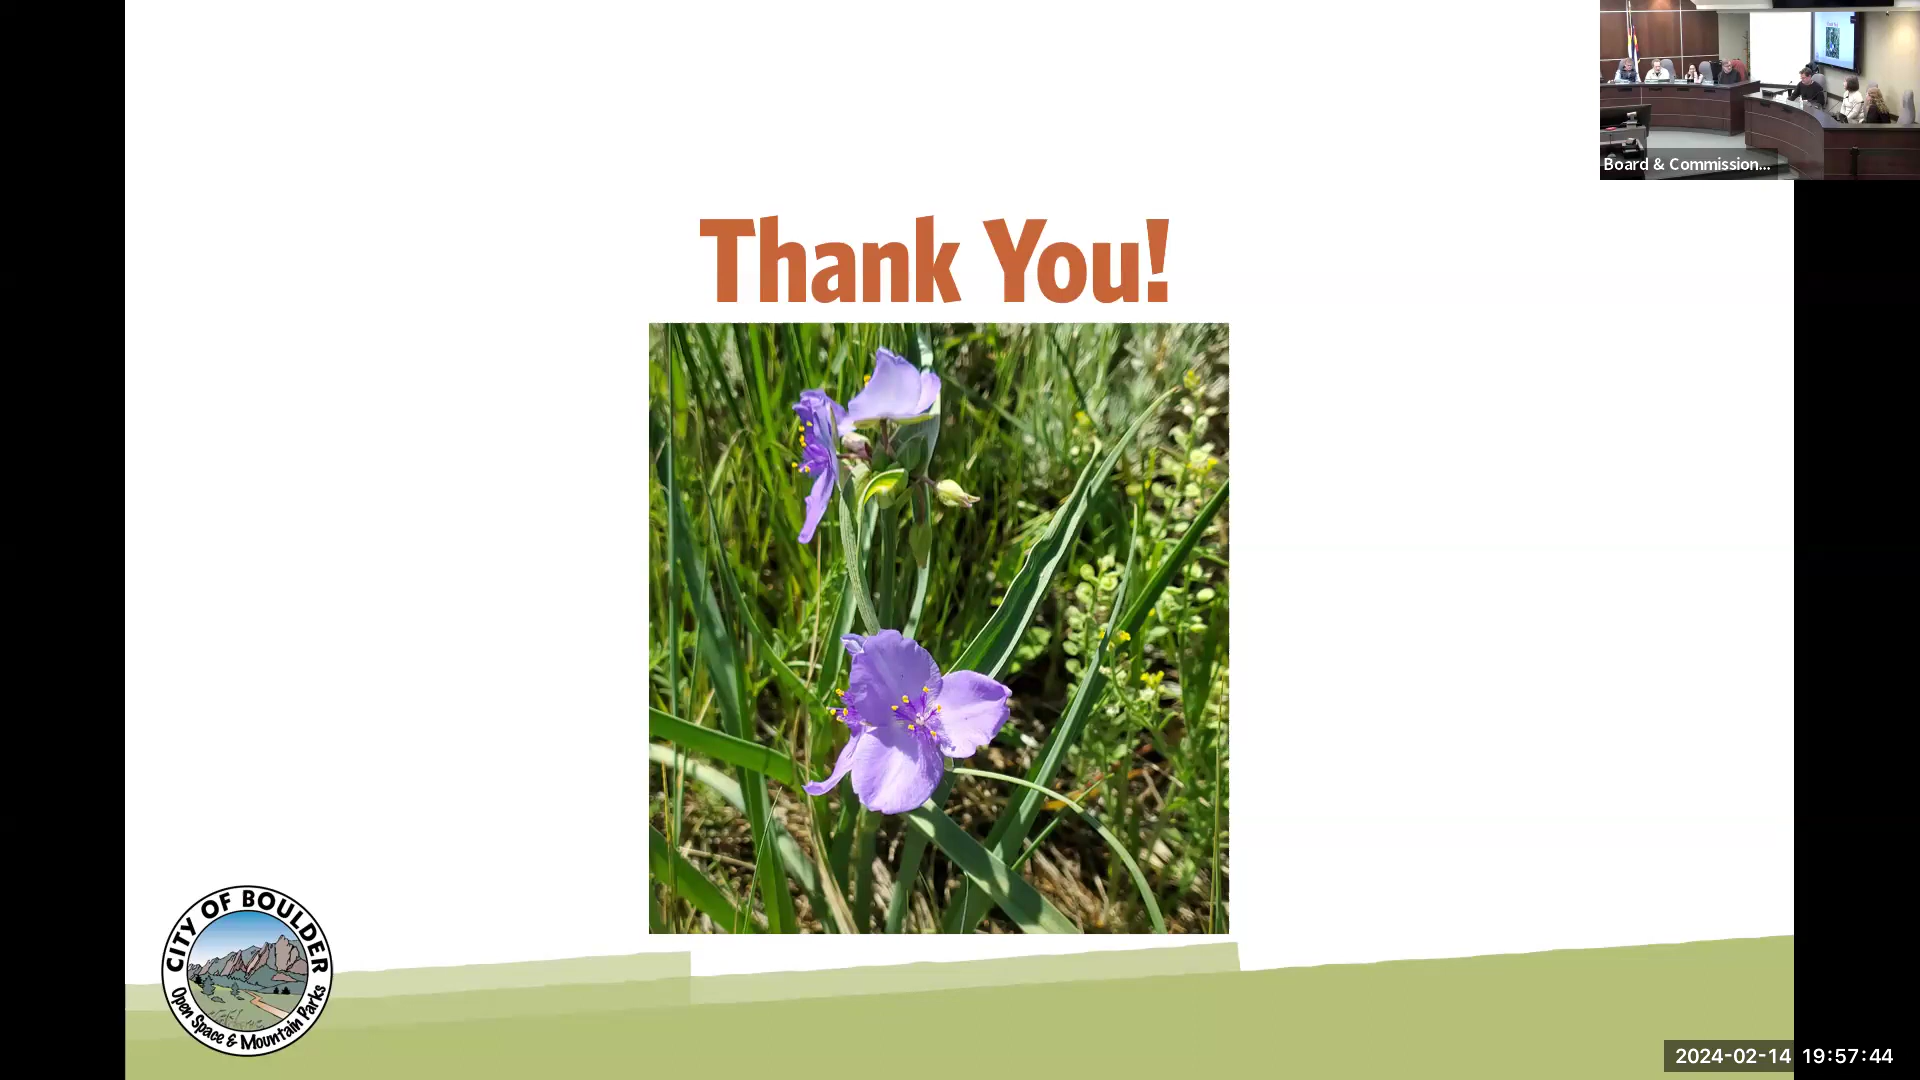 Board & Commission...
Thank You!
CITY OF BOULDER
Open Space & Mountain Parks
2024-02-14 19:57:44